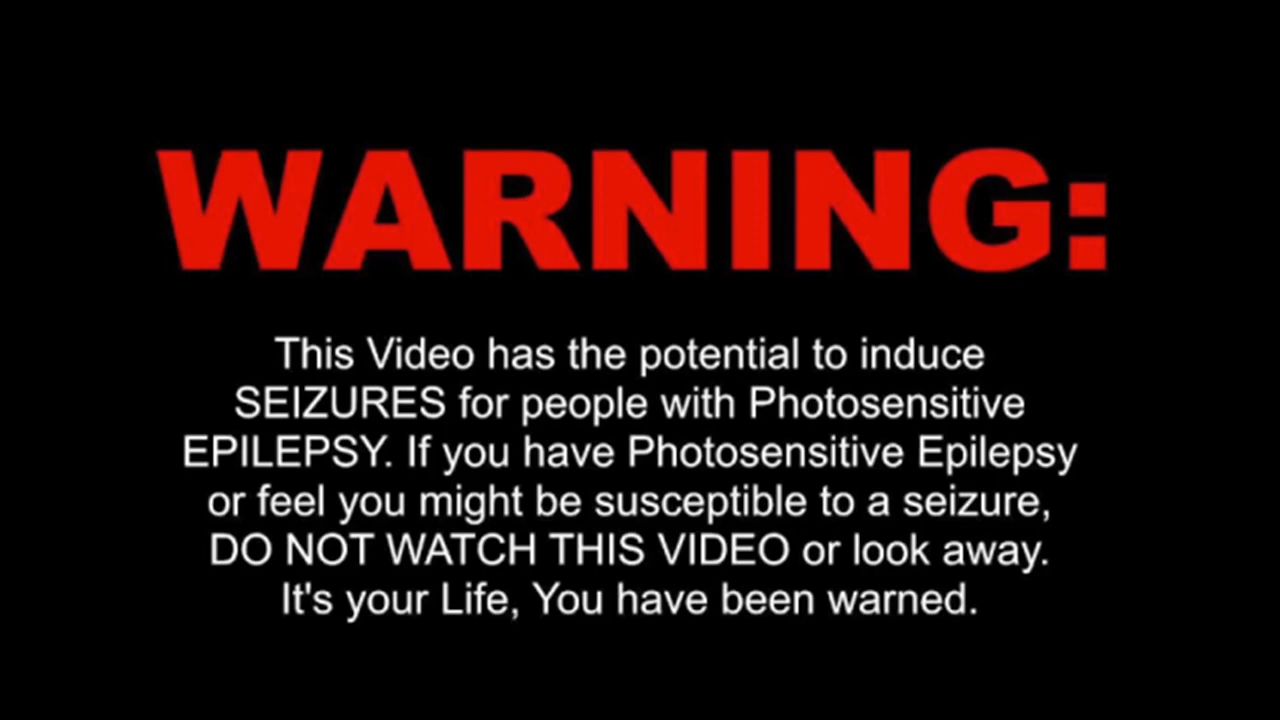 WARNING:
This Video has the potential to induce
SEIZURES for people with Photosensitive
EPILEPSY. If you have Photosensitive Epilepsy
or feel you might be susceptible to a seizure,
DO NOT WATCH THIS VIDEO or look away.
It's your Life, You have been warned.